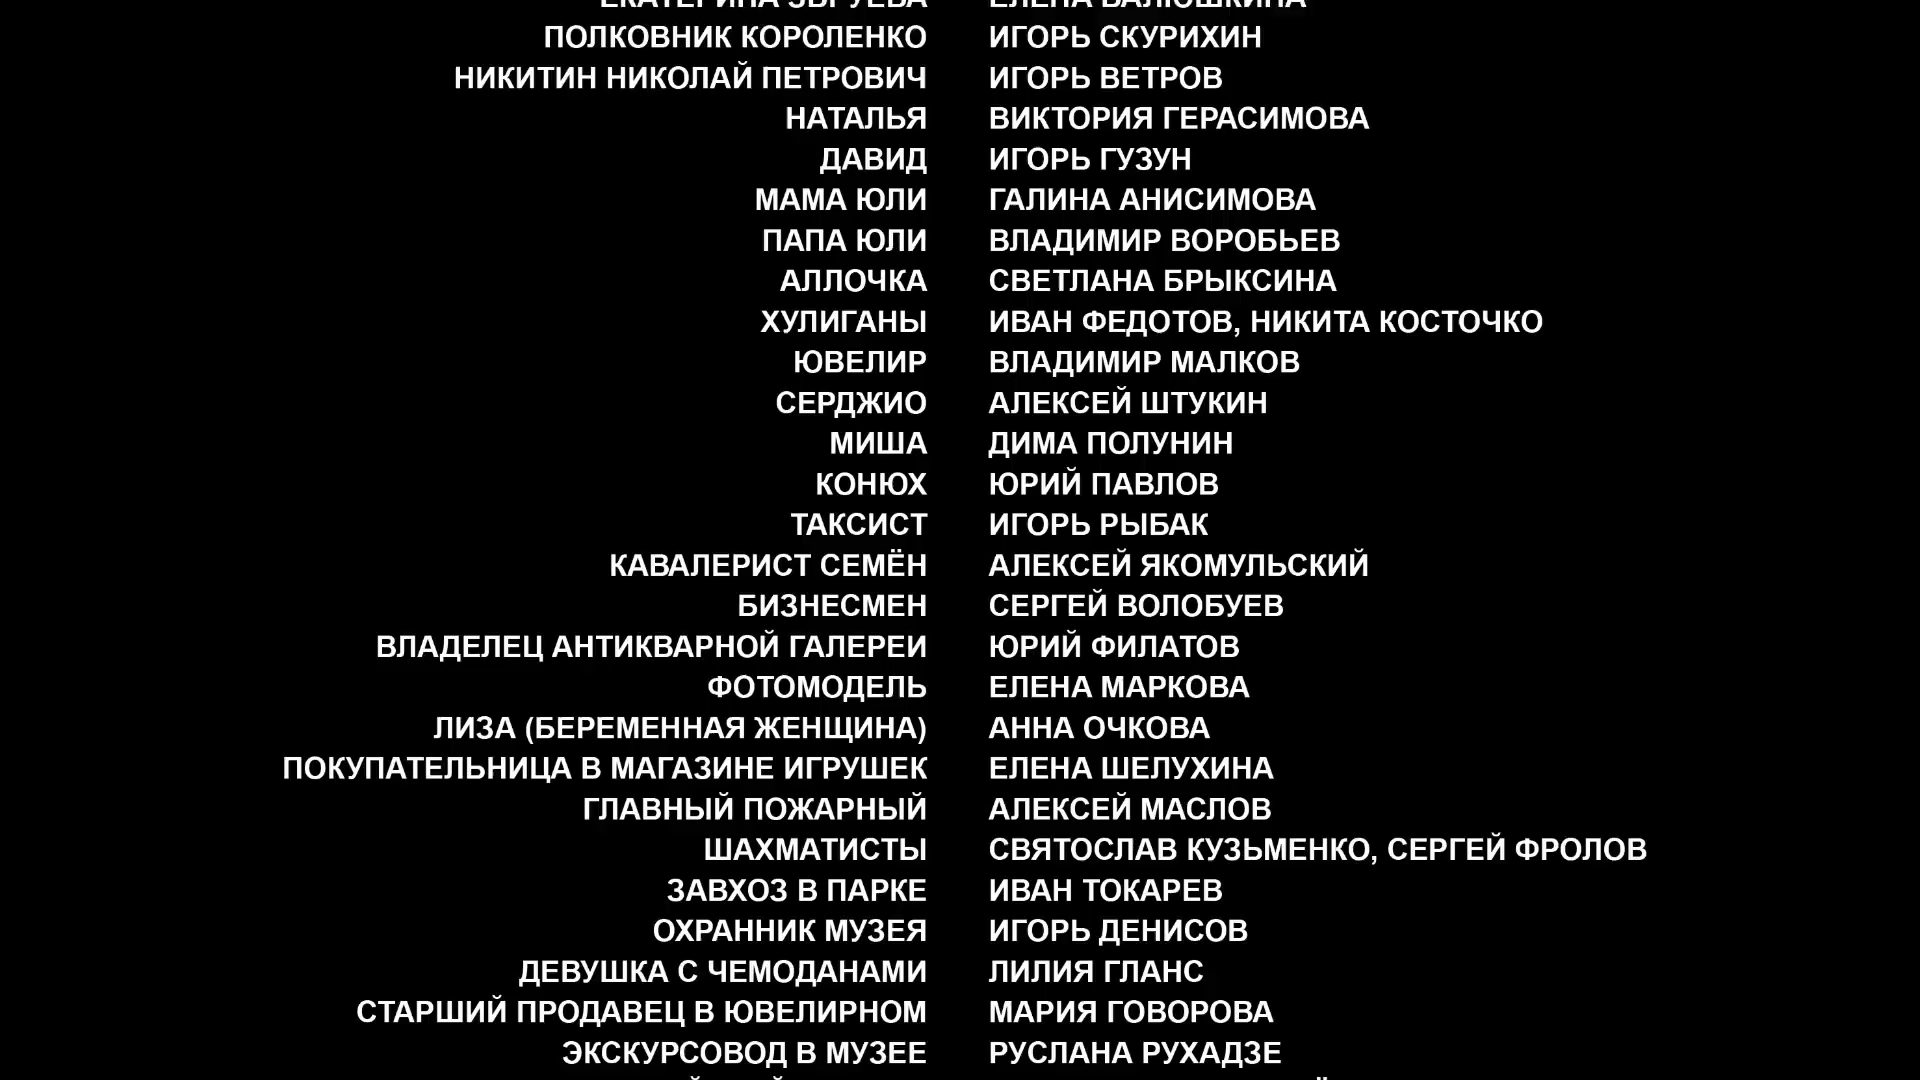 ЕКАТЕРИНА ЗЫРУЕВА ЕЛЕНА ВАЛЮШКИНА
ПОЛКОВНИК КОРОЛЕНКО ИГОРЬ СКУРИХИН
НИКИТИН НИКОЛАЙ ПЕТРОВИЧ ИГОРЬ ВЕТРОВ
НАТАЛЬЯ ВИКТОРИЯ ГЕРАСИМОВА
ДАВИД ИГОРЬ ГУЗУН
МАМА ЮЛИ ГАЛИНА АНИСИМОВА
ПАПА ЮЛИ ВЛАДИМИР ВОРОБЬЕВ
АЛЛОЧКА СВЕТЛАНА БРЫКСИНА
ХУЛИГАНЫ ИВАН ФЕДОТОВ, НИКИТА КОСТОЧКО
ЮВЕЛИР ВЛАДИМИР МАЛКОВ
СЕРДЖИО АЛЕКСЕЙ ШТУКИН
МИША ДИМА ПОЛУНИН
КОНЮХ ЮРИЙ ПАВЛОВ
ТАКСИСТ ИГОРЬ РЫБАК
КАВАЛЕРИСТ СЕМЁН АЛЕКСЕЙ ЯКОМУЛЬСКИЙ
БИЗНЕСМЕН СЕРГЕЙ ВОЛОБУЕВ
ВЛАДЕЛЕЦ АНТИКВАРНОЙ ГАЛЕРЕИ ЮРИЙ ФИЛАТОВ
ФОТОМОДЕЛЬ ЕЛЕНА МАРКОВА
ЛИЗА (БЕРЕМЕННАЯ ЖЕНЩИНА) АННА ОЧКОВА
ПОКУПАТЕЛЬНИЦА В МАГАЗИНЕ ИГРУШЕК ЕЛЕНА ШЕЛУХИНА
ГЛАВНЫЙ ПОЖАРНЫЙ АЛЕКСЕЙ МАСЛОВ
ШАХМАТИСТЫ СВЯТОСЛАВ КУЗЬМЕНКО, СЕРГЕЙ ФРОЛОВ
ЗАВХОЗ В ПАРКЕ ИВАН ТОКАРЕВ
ОХРАННИК МУЗЕЯ ИГОРЬ ДЕНИСОВ
ДЕВУШКА С ЧЕМОДАНАМИ ЛИЛИЯ ГЛАНС
СТАРШИЙ ПРОДАВЕЦ В ЮВЕЛИРНОМ МАРИЯ ГОВОРОВА
ЭКСКУРСОВОД В МУЗЕЕ РУСЛАНА РУХАДЗЕ